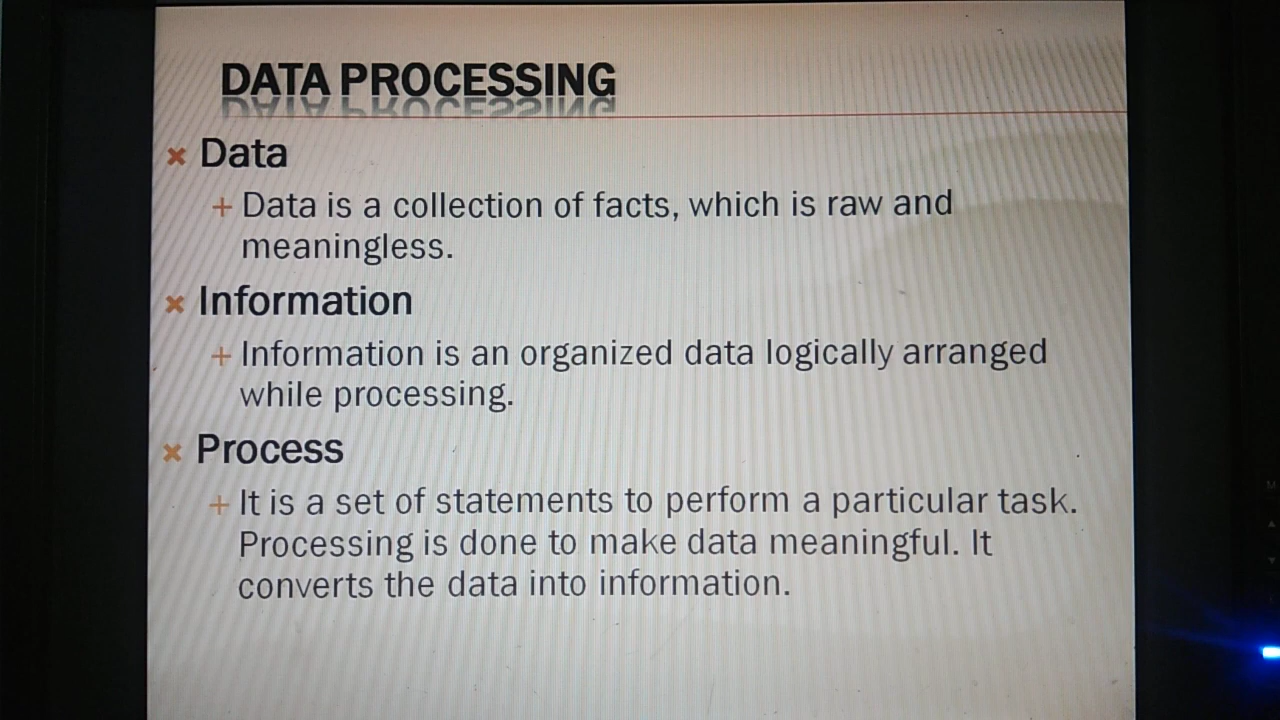 DATA PROCESSING
Data
Data is a collection of facts, which is raw and
meaningless.
Information
Information is an organized data logically arranged
while processing.
Process
It is a set of statements to perform a particular task.
Processing is done to make data meaningful. It
converts the data into information.